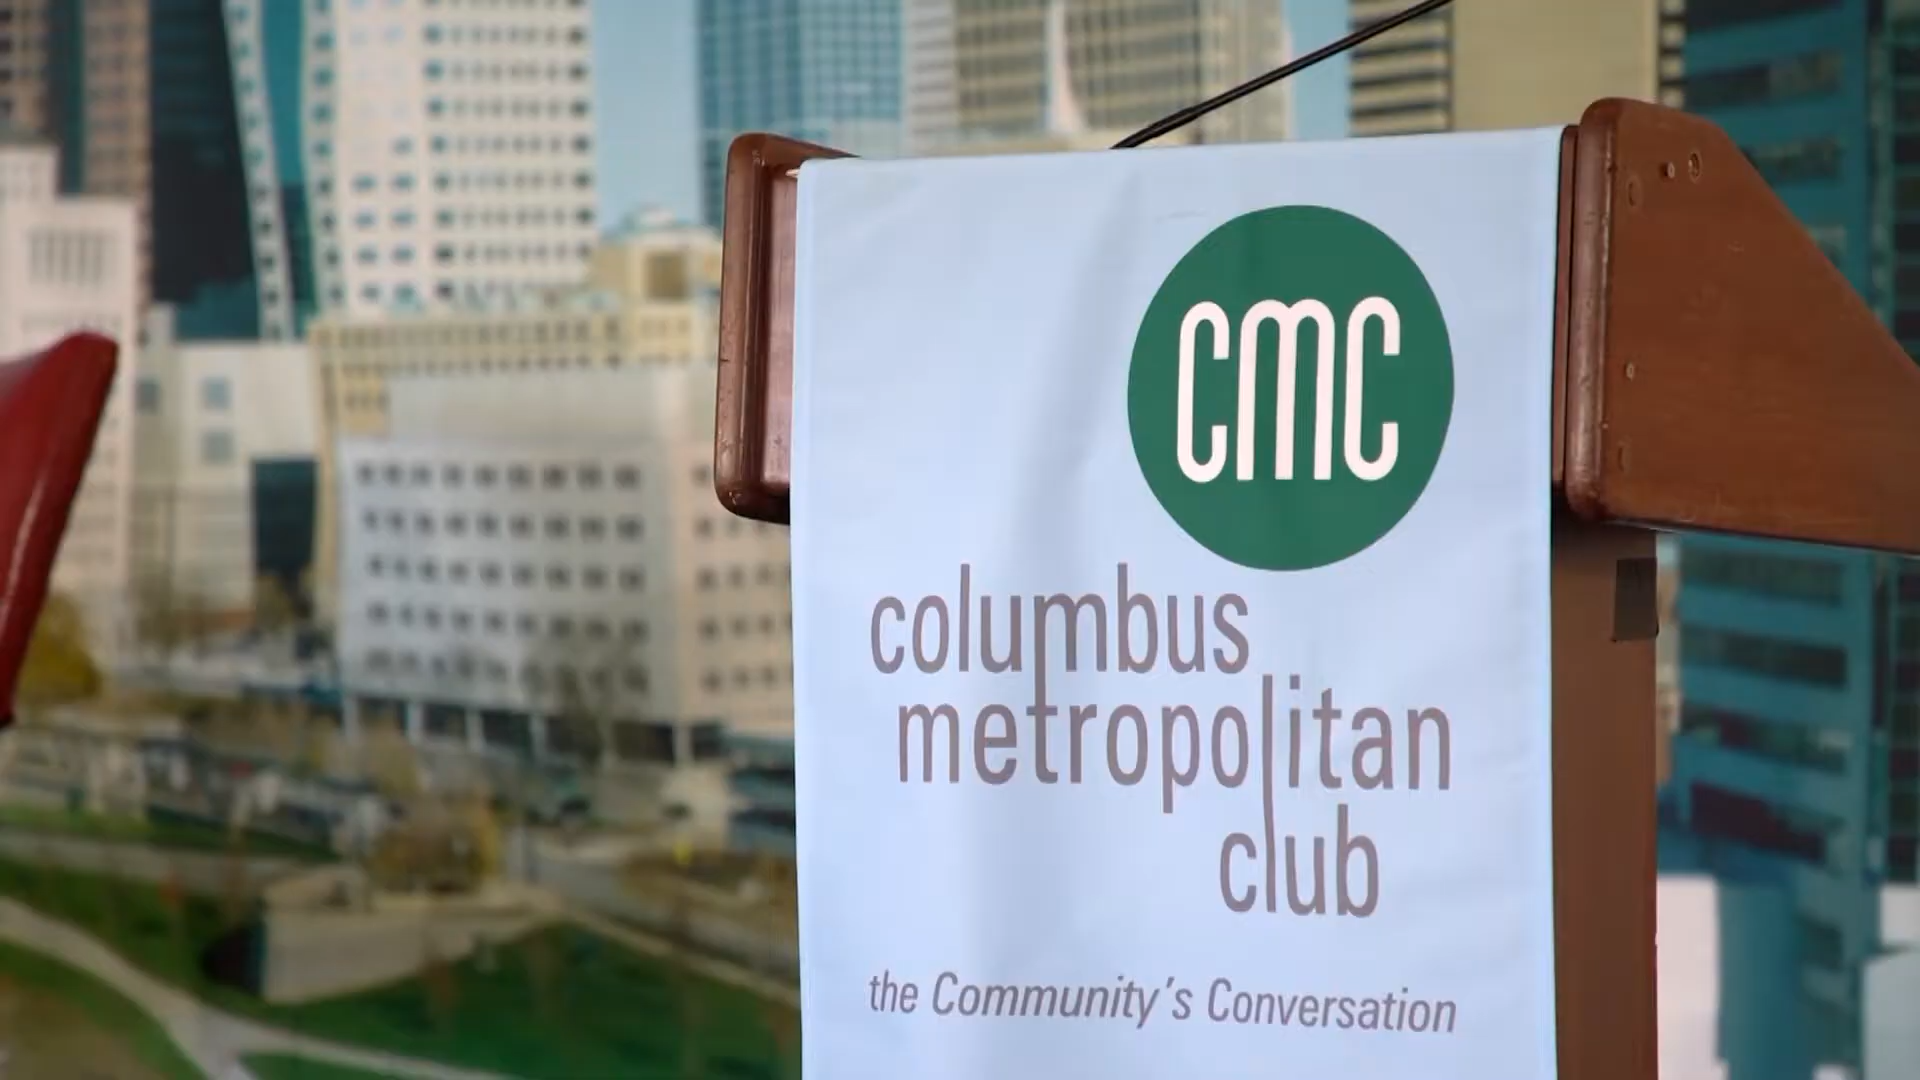 cmc
columbus
metropolitan
club
the Community's Conversation